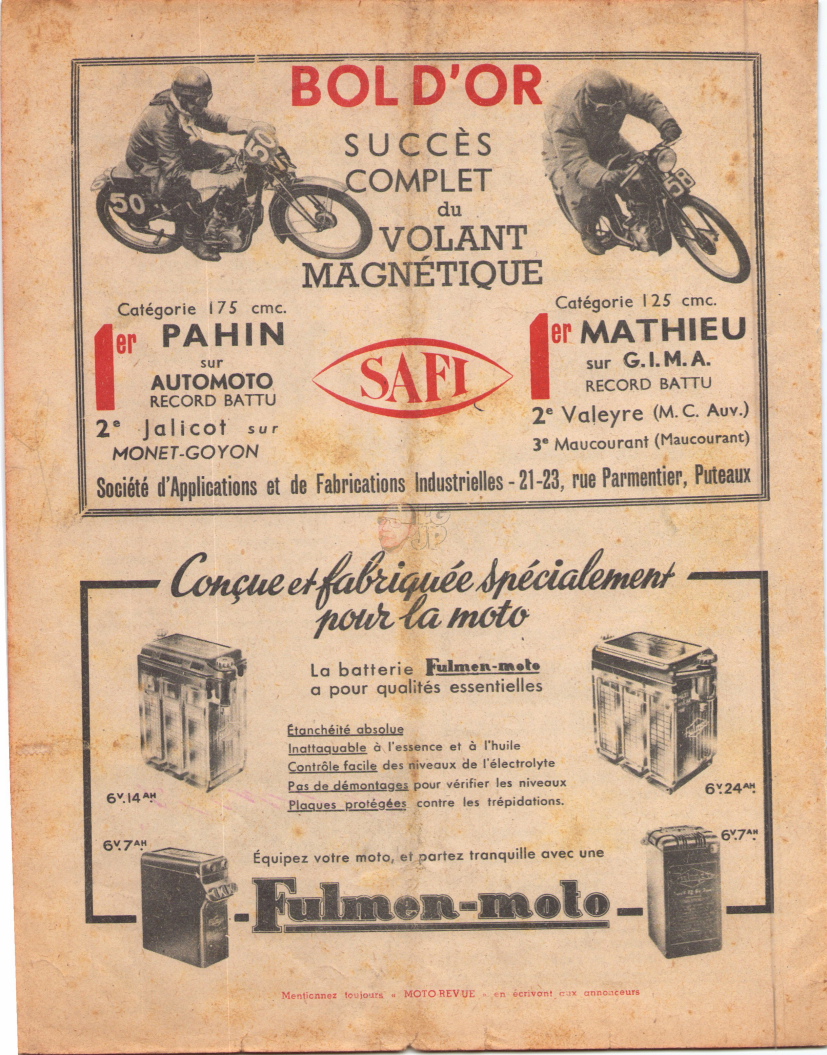 BOL D'OR
SUCCÈS
COMPLET
du
VOLANT
MAGNÉTIQUE
50
50
Catégorie 175 cmc.
1er PAHIN
sur
AUTOMOTO
RECORD BATTU
2e Jalicot sur
MONET-GOYON
SAFI
Catégorie 125 cmc.
1er MATHIEU
sur G.I.M.A.
RECORD BATTU
2e Valeyre (M. C. Auv.)
3e Maucourant (Maucourant)
Société d'Applications et de Fabrications Industrielles - 21-23, rue Parmentier, Puteaux
Conçue et fabriquée spécialement
pour la moto
La batterie Fulmen-moto
a pour qualités essentielles
Étanchéité absolue
Inattaquable à l'essence et à l'huile
Contrôle facile des niveaux de l'électrolyte
Pas de démontages pour vérifier les niveaux
Plaques protégées contre les trépidations.
6V.14AH
6V.24AH
6V.7AH
6V.7AH
Équipez votre moto, et partez tranquille avec une
Fulmen-moto
Mentionnez toujours « MOTO-REVUE » en écrivant aux annonceurs